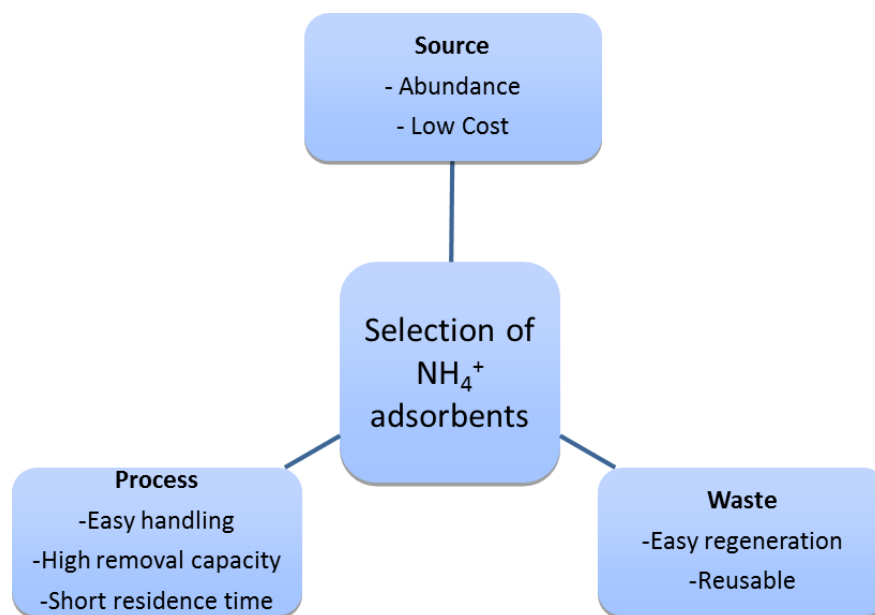 Source
- Abundance
- Low Cost
Selection of
NH₄⁺
adsorbents
Process
-Easy handling
-High removal capacity
-Short residence time
Waste
-Easy regeneration
-Reusable